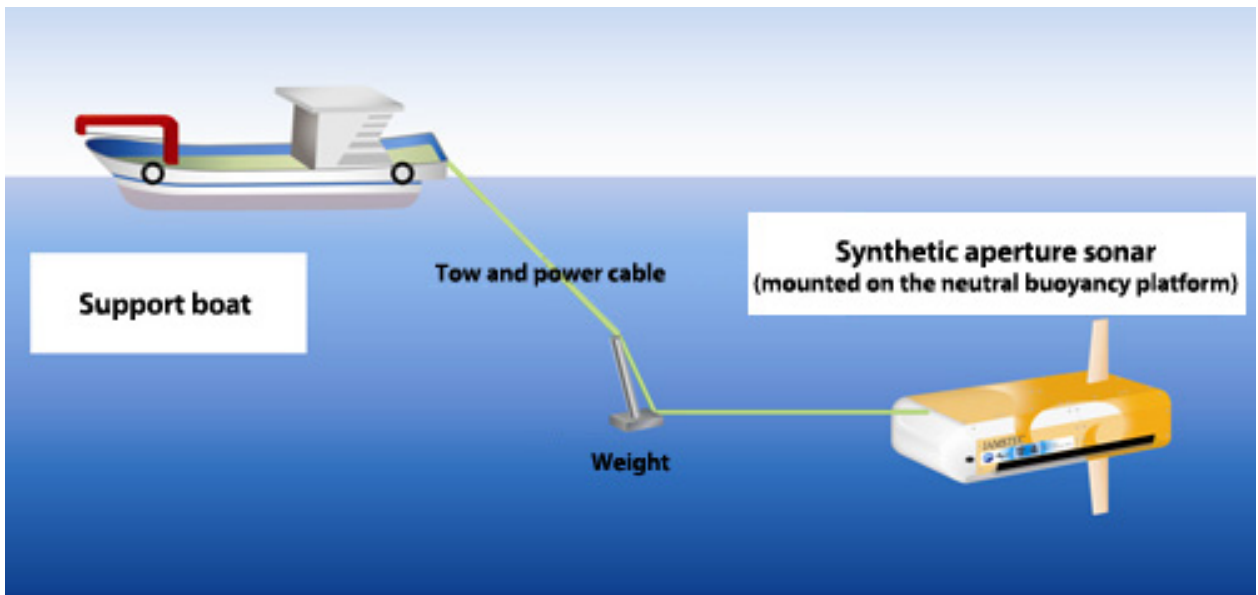 Support boat
Tow and power cable
Synthetic aperture sonar
(mounted on the neutral buoyancy platform)
Weight
JAMSTEC